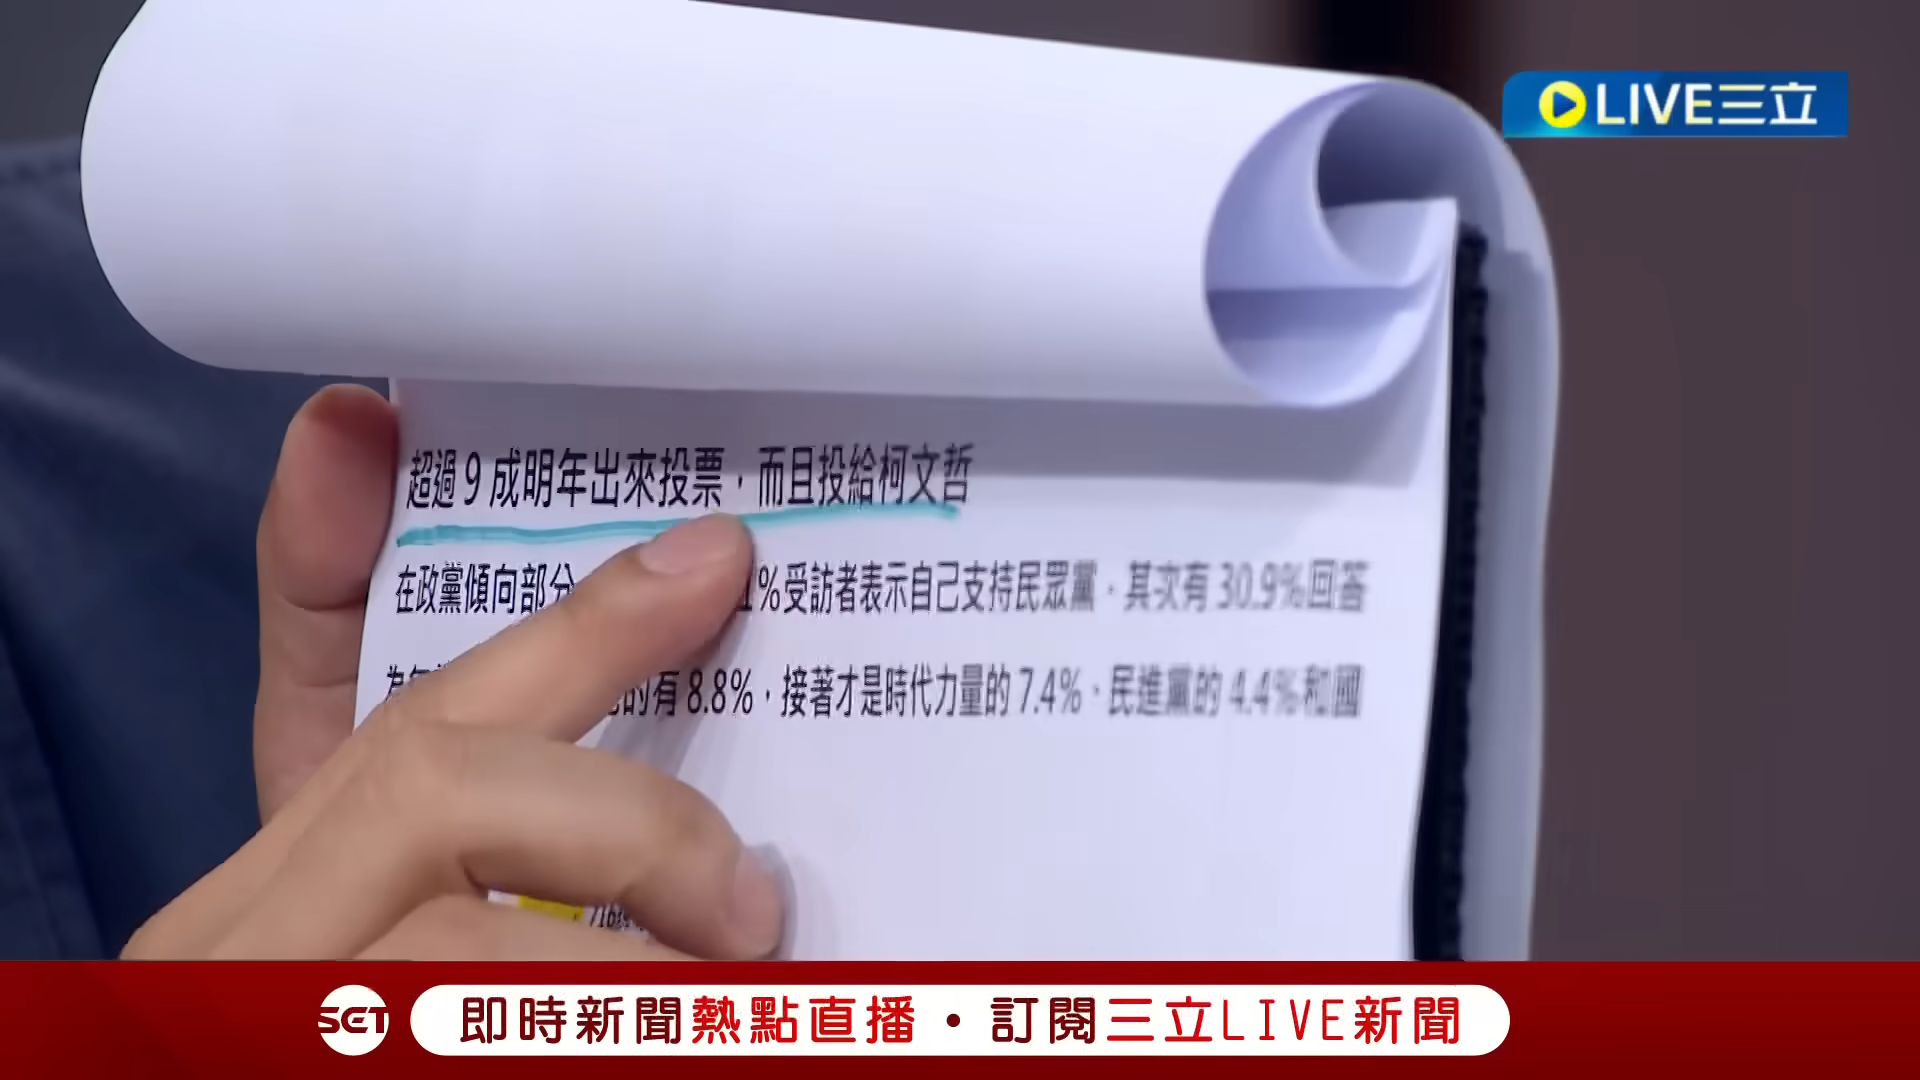 LIVE三立
超過 9 成明年出來投票，而且投給柯文哲
在政黨傾向部分 1%受訪者表示自己支持民眾黨，其次有 30.9%回答
的有 8.8%，接著才是時代力量的 7.4%、民進黨的 4.4%和國
SET 即時新聞熱點直播・訂閱三立LIVE新聞